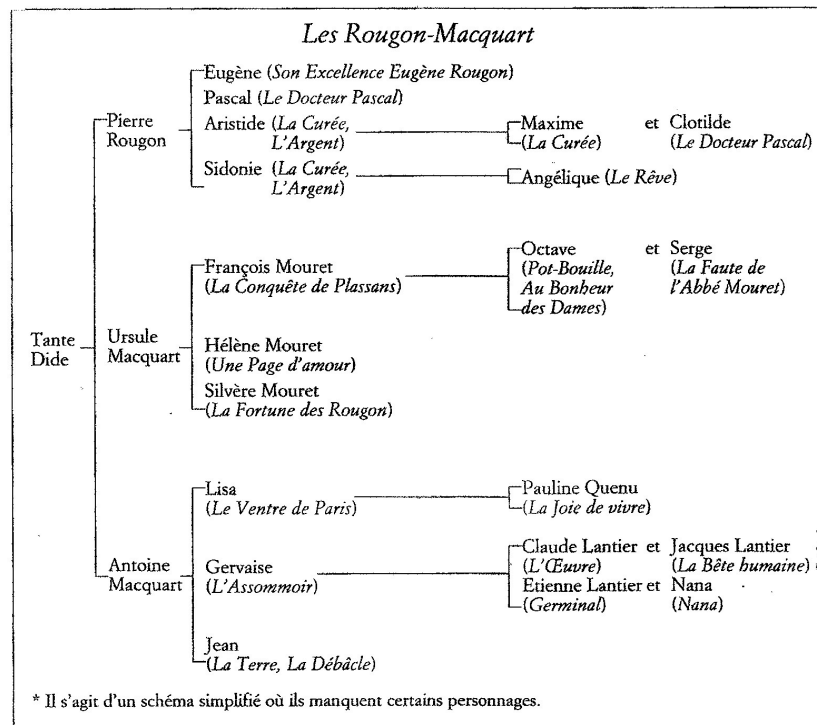 Les Rougon-Macquart
Eugène (Son Excellence Eugène Rougon)
Pascal (Le Docteur Pascal)
Pierre
Rougon
Aristide (La Curée,
L'Argent)
Maxime et Clotilde
(La Curée) (Le Docteur Pascal)
Sidonie (La Curée,
L'Argent)
Angélique (Le Rêve)
Octave et Serge
(Pot-Bouille, (La Faute de
Au Bonheur l'Abbé Mouret)
des Dames)
François Mouret
(La Conquête de Plassans)
Tante
Dide
Ursule
Macquart
Hélène Mouret
(Une Page d'amour)
Silvère Mouret
(La Fortune des Rougon)
Lisa
(Le Ventre de Paris)
Pauline Quenu
(La Joie de vivre)
Antoine
Macquart
Gervaise
(L'Assommoir)
Claude Lantier et Jacques Lantier
(L'Œuvre) (La Bête humaine)
Etienne Lantier et Nana
(Germinal) (Nana)
Jean
(La Terre, La Débâcle)
* Il s'agit d'un schéma simplifié où ils manquent certains personnages.